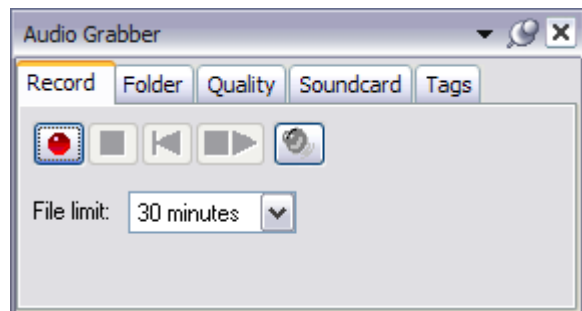 Audio Grabber
Record Folder Quality Soundcard Tags
File limit: 30 minutes